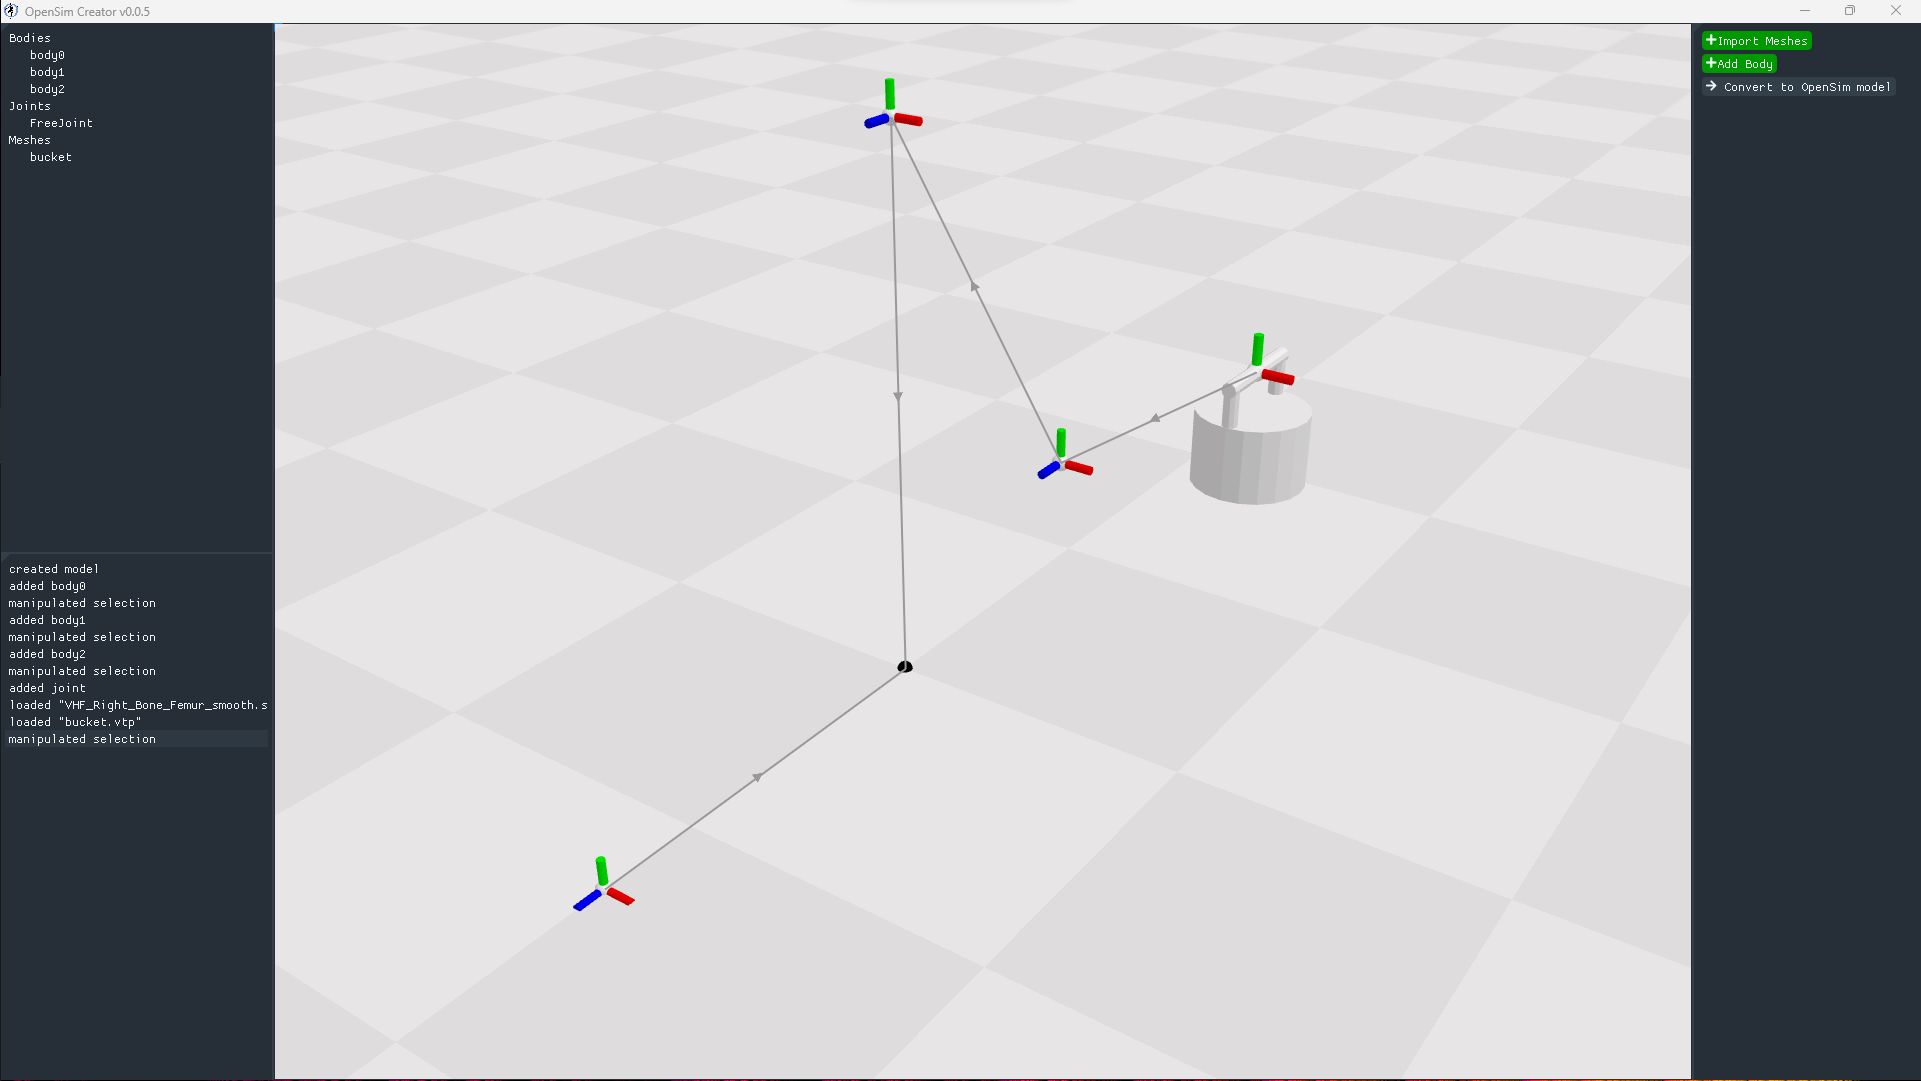 OpenSim Creator v0.0.5
Bodies
body0
body1
body2
Joints
FreeJoint
Meshes
bucket
created model
added body0
manipulated selection
added body1
manipulated selection
added body2
manipulated selection
added joint
loaded "VHF_Right_Bone_Femur_smooth.s
loaded "bucket.vtp"
manipulated selection
+Import Meshes
+Add Body
→ Convert to OpenSim model